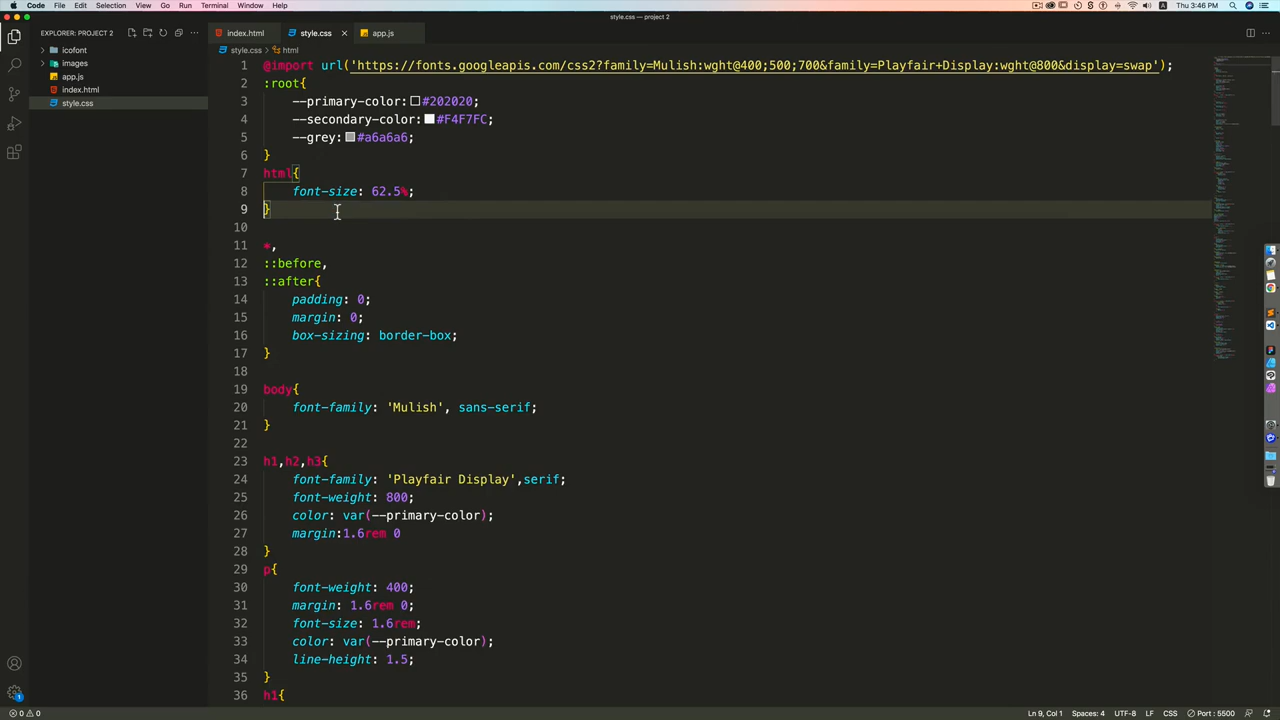 Code File Edit Selection View Go Run Terminal Window Help Thu 3:46 PM
style.css — project 2
EXPLORER: PROJECT 2
index.html style.css app.js
icofont
images
app.js
index.html
style.css
style.css html
1 @import url('https://fonts.googleapis.com/css2?family=Mulish:wght@400;500;700&family=Playfair+Display:wght@800&display=swap');
2 :root{
3 --primary-color: #202020;
4 --secondary-color: #F4F7FC;
5 --grey: #a6a6a6;
6 }
7 html{
8 font-size: 62.5%;
9 }
10
11 *,
12 ::before,
13 ::after{
14 padding: 0;
15 margin: 0;
16 box-sizing: border-box;
17 }
18
19 body{
20 font-family: 'Mulish', sans-serif;
21 }
22
23 h1,h2,h3{
24 font-family: 'Playfair Display',serif;
25 font-weight: 800;
26 color: var(--primary-color);
27 margin:1.6rem 0
28 }
29 p{
30 font-weight: 400;
31 margin: 1.6rem 0;
32 font-size: 1.6rem;
33 color: var(--primary-color);
34 line-height: 1.5;
35 }
36 h1{
0 0 Ln 9, Col 1 Spaces: 4 UTF-8 LF CSS Port : 5500